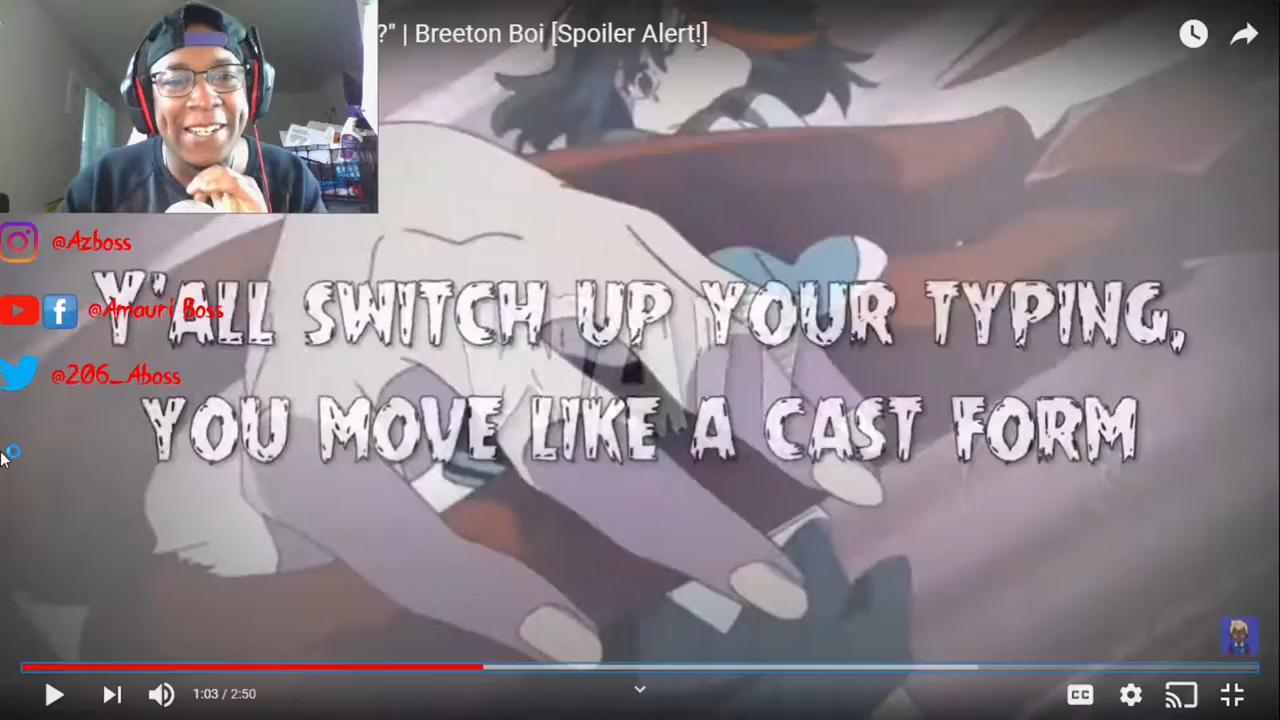 ?" | Breeton Boi [Spoiler Alert!]
@Azboss
@Amauri Boss
@206_Aboss
Y'ALL SWITCH UP YOUR TYPING,
YOU MOVE LIKE A CAST FORM
1:03 / 2:50
CC